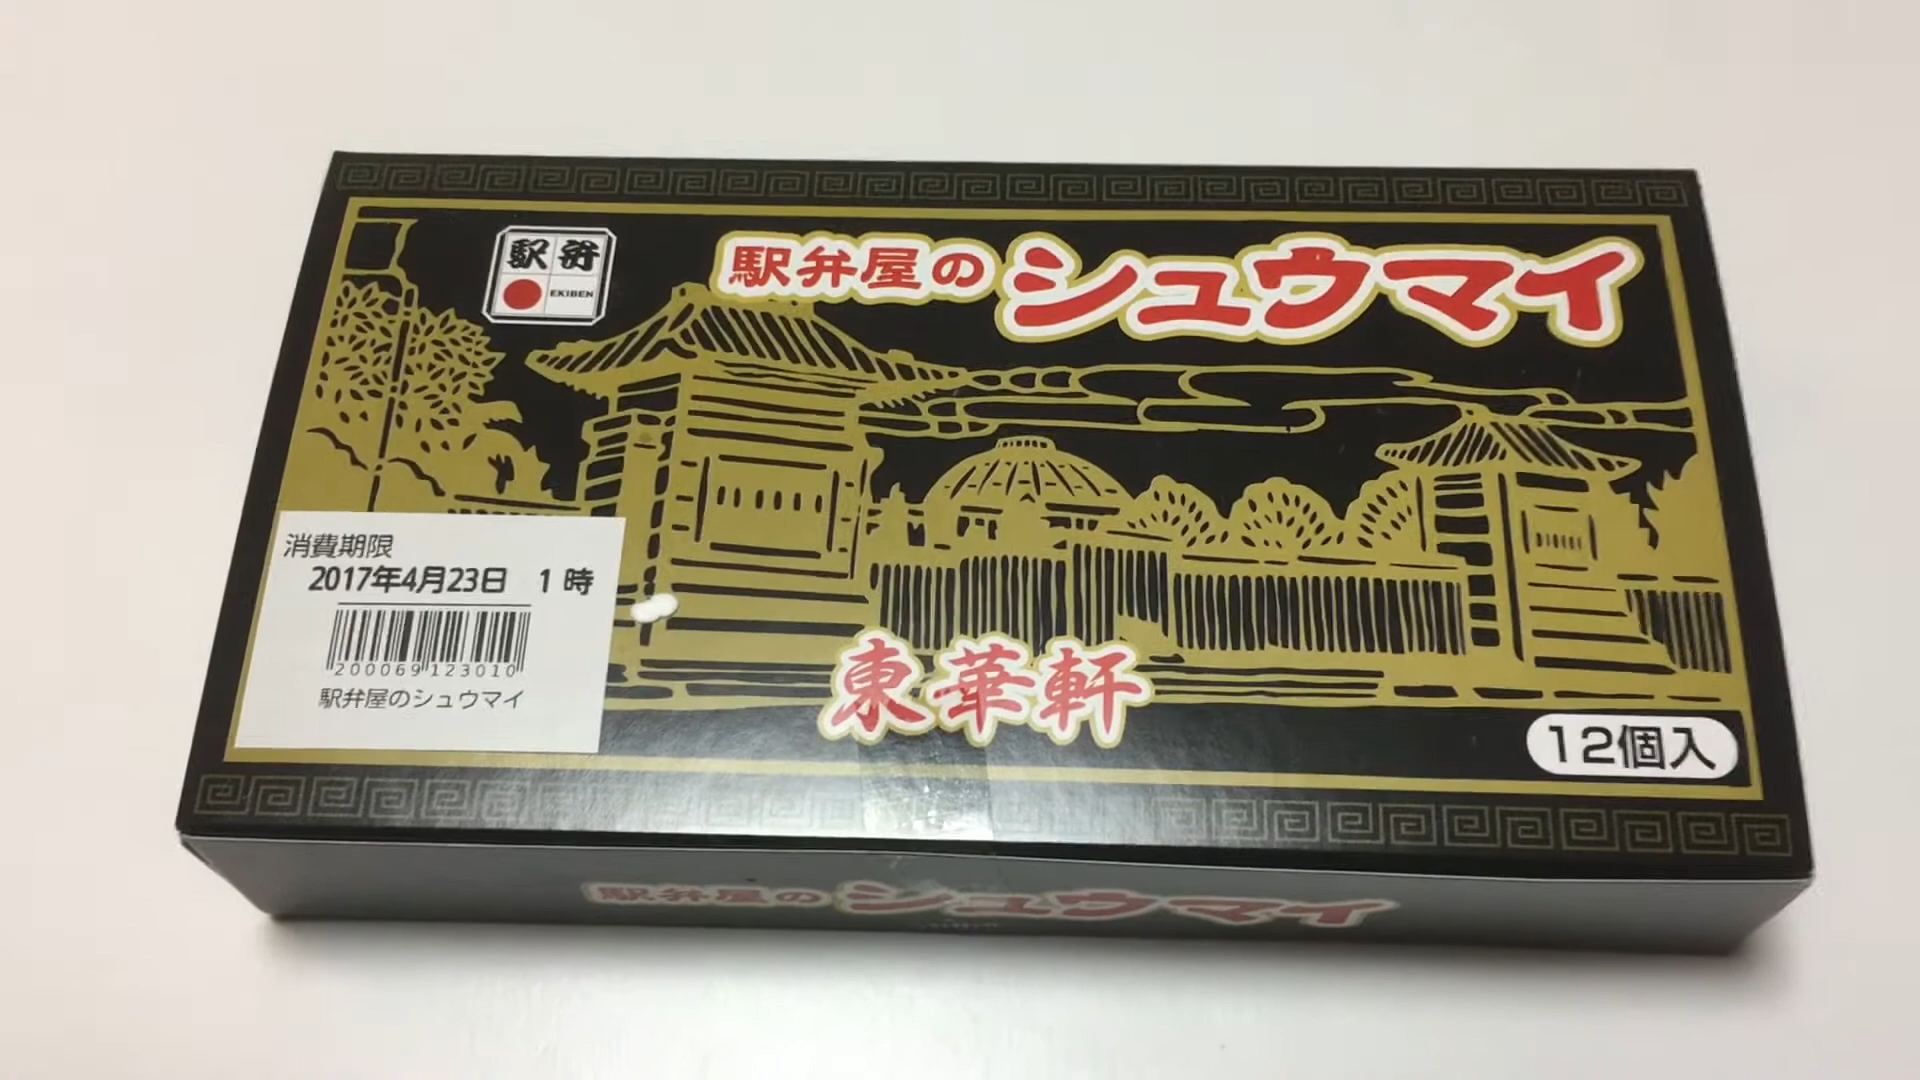 駅弁
EKIBEN
駅弁屋のシュウマイ
消費期限
2017年4月23日 1時
200069 123010
駅弁屋のシュウマイ
東華軒
12個入
駅弁屋のシュウマイ